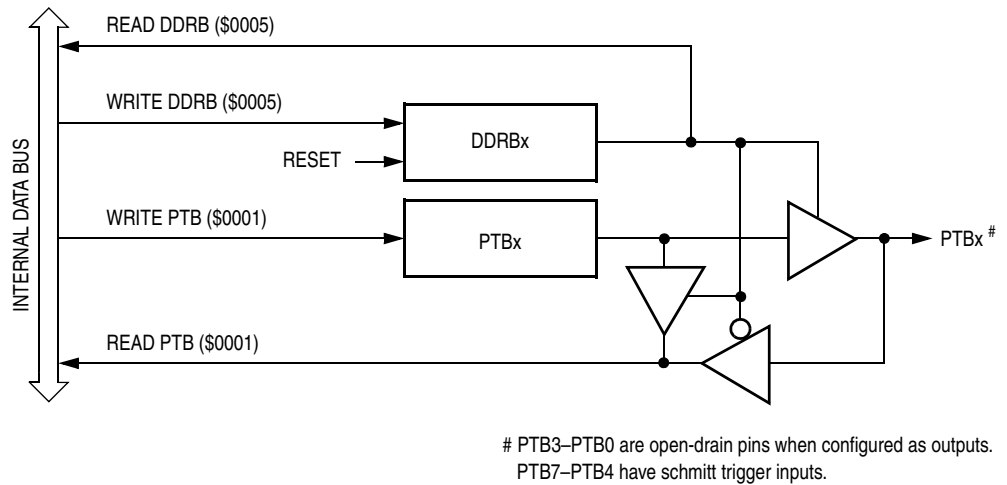 READ DDRB ($0005)
WRITE DDRB ($0005)
DDRBx
RESET
INTERNAL DATA BUS
WRITE PTB ($0001)
PTBx
PTBx #
READ PTB ($0001)
# PTB3–PTB0 are open-drain pins when configured as outputs.
PTB7–PTB4 have schmitt trigger inputs.